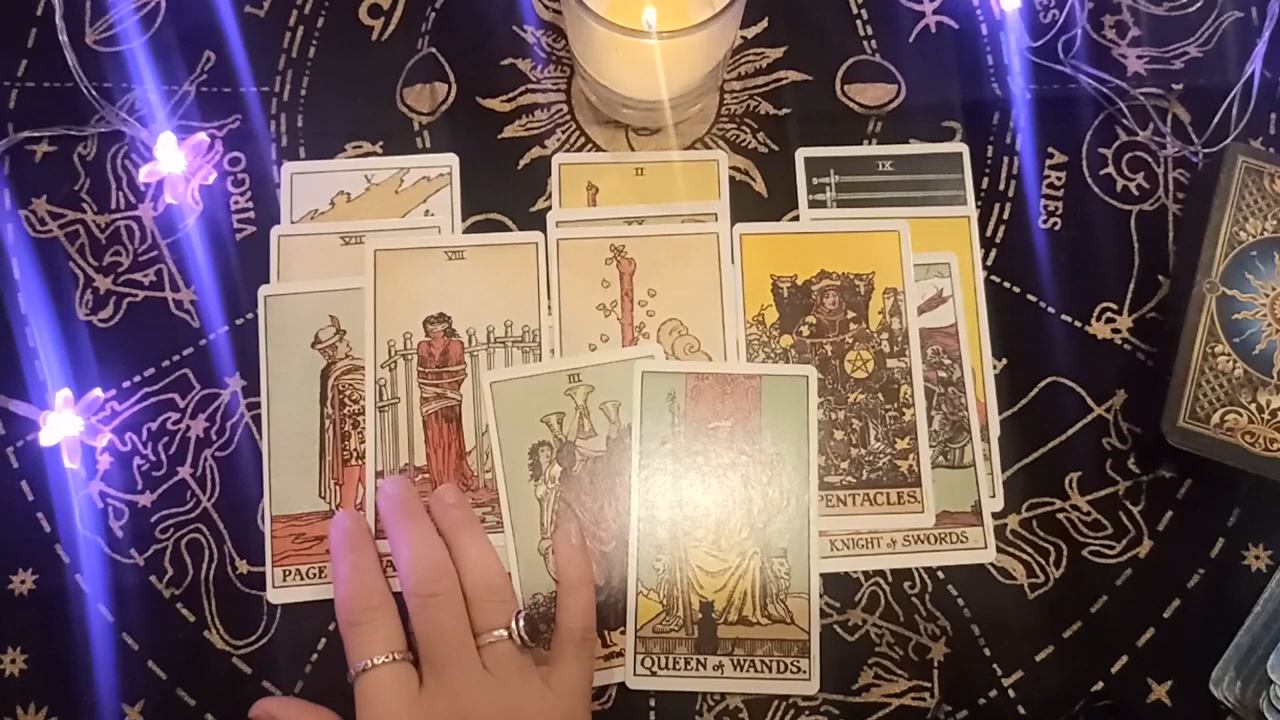 VIRGO
ARIES
II
IX
VII
VIII
III
PAGE
PENTACLES.
KNIGHT of SWORDS
QUEEN of WANDS.